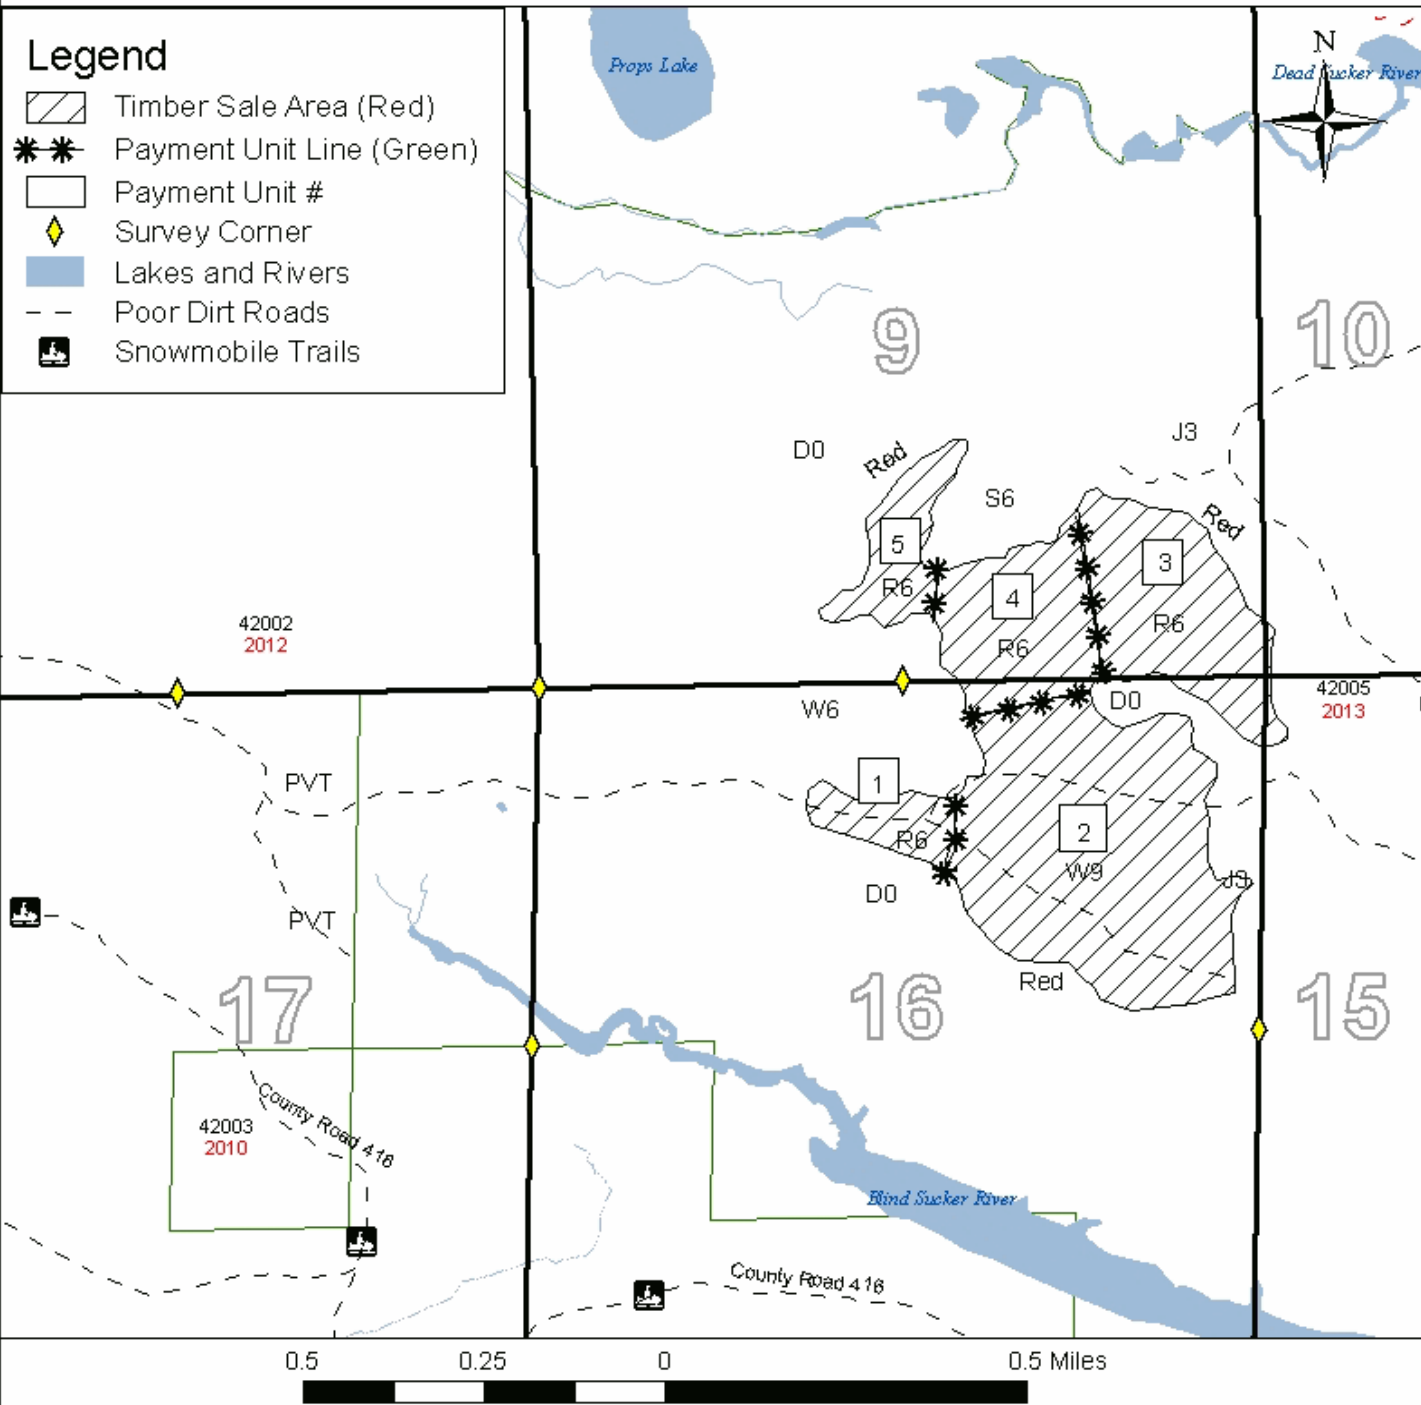 Legend
Timber Sale Area (Red)
Payment Unit Line (Green)
Payment Unit #
Survey Corner
Lakes and Rivers
Poor Dirt Roads
Snowmobile Trails
Props Lake
N
Dead Sucker River
9
10
D0
Red
J3
S6
Red
5
3
R6
4
R6
R6
42002
2012
42005
2013
W6
D0
PVT
1
2
R6
W9
D0
J9
PVT
Red
17
16
15
County Road 416
42003
2010
Blind Sucker River
County Road 416
0.5
0.25
0
0.5 Miles